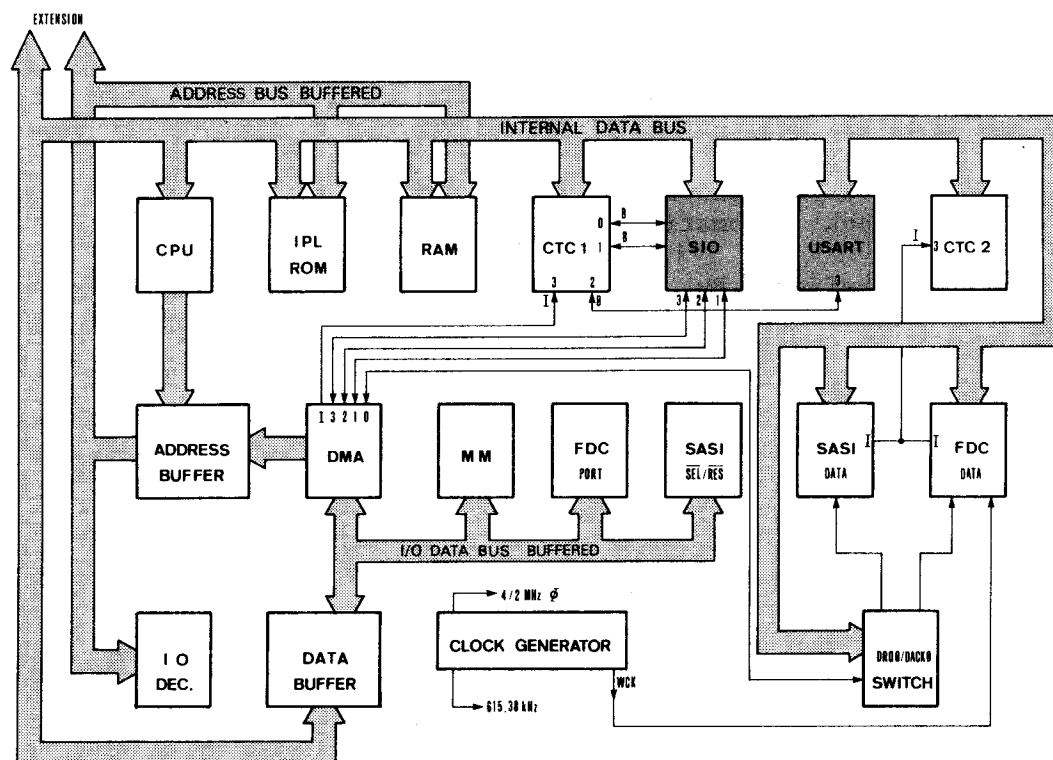 EXTENSION
ADDRESS BUS BUFFERED
INTERNAL DATA BUS
CPU
IPL
ROM
RAM
0
CTC 1 1
3 2
B
B
SIO
USART
0
I
3 CTC 2
I
B
3 2 1
ADDRESS
BUFFER
I 3 2 1 0
DMA
MM
FDC
PORT
SASI
SEL/RES
SASI
DATA
I
I
FDC
DATA
I/O DATA BUS BUFFERED
4/2 MHz ϕ
CLOCK GENERATOR
WCK
615,38 kHz
I O
DEC.
DATA
BUFFER
DRQ0/DACK0
SWITCH